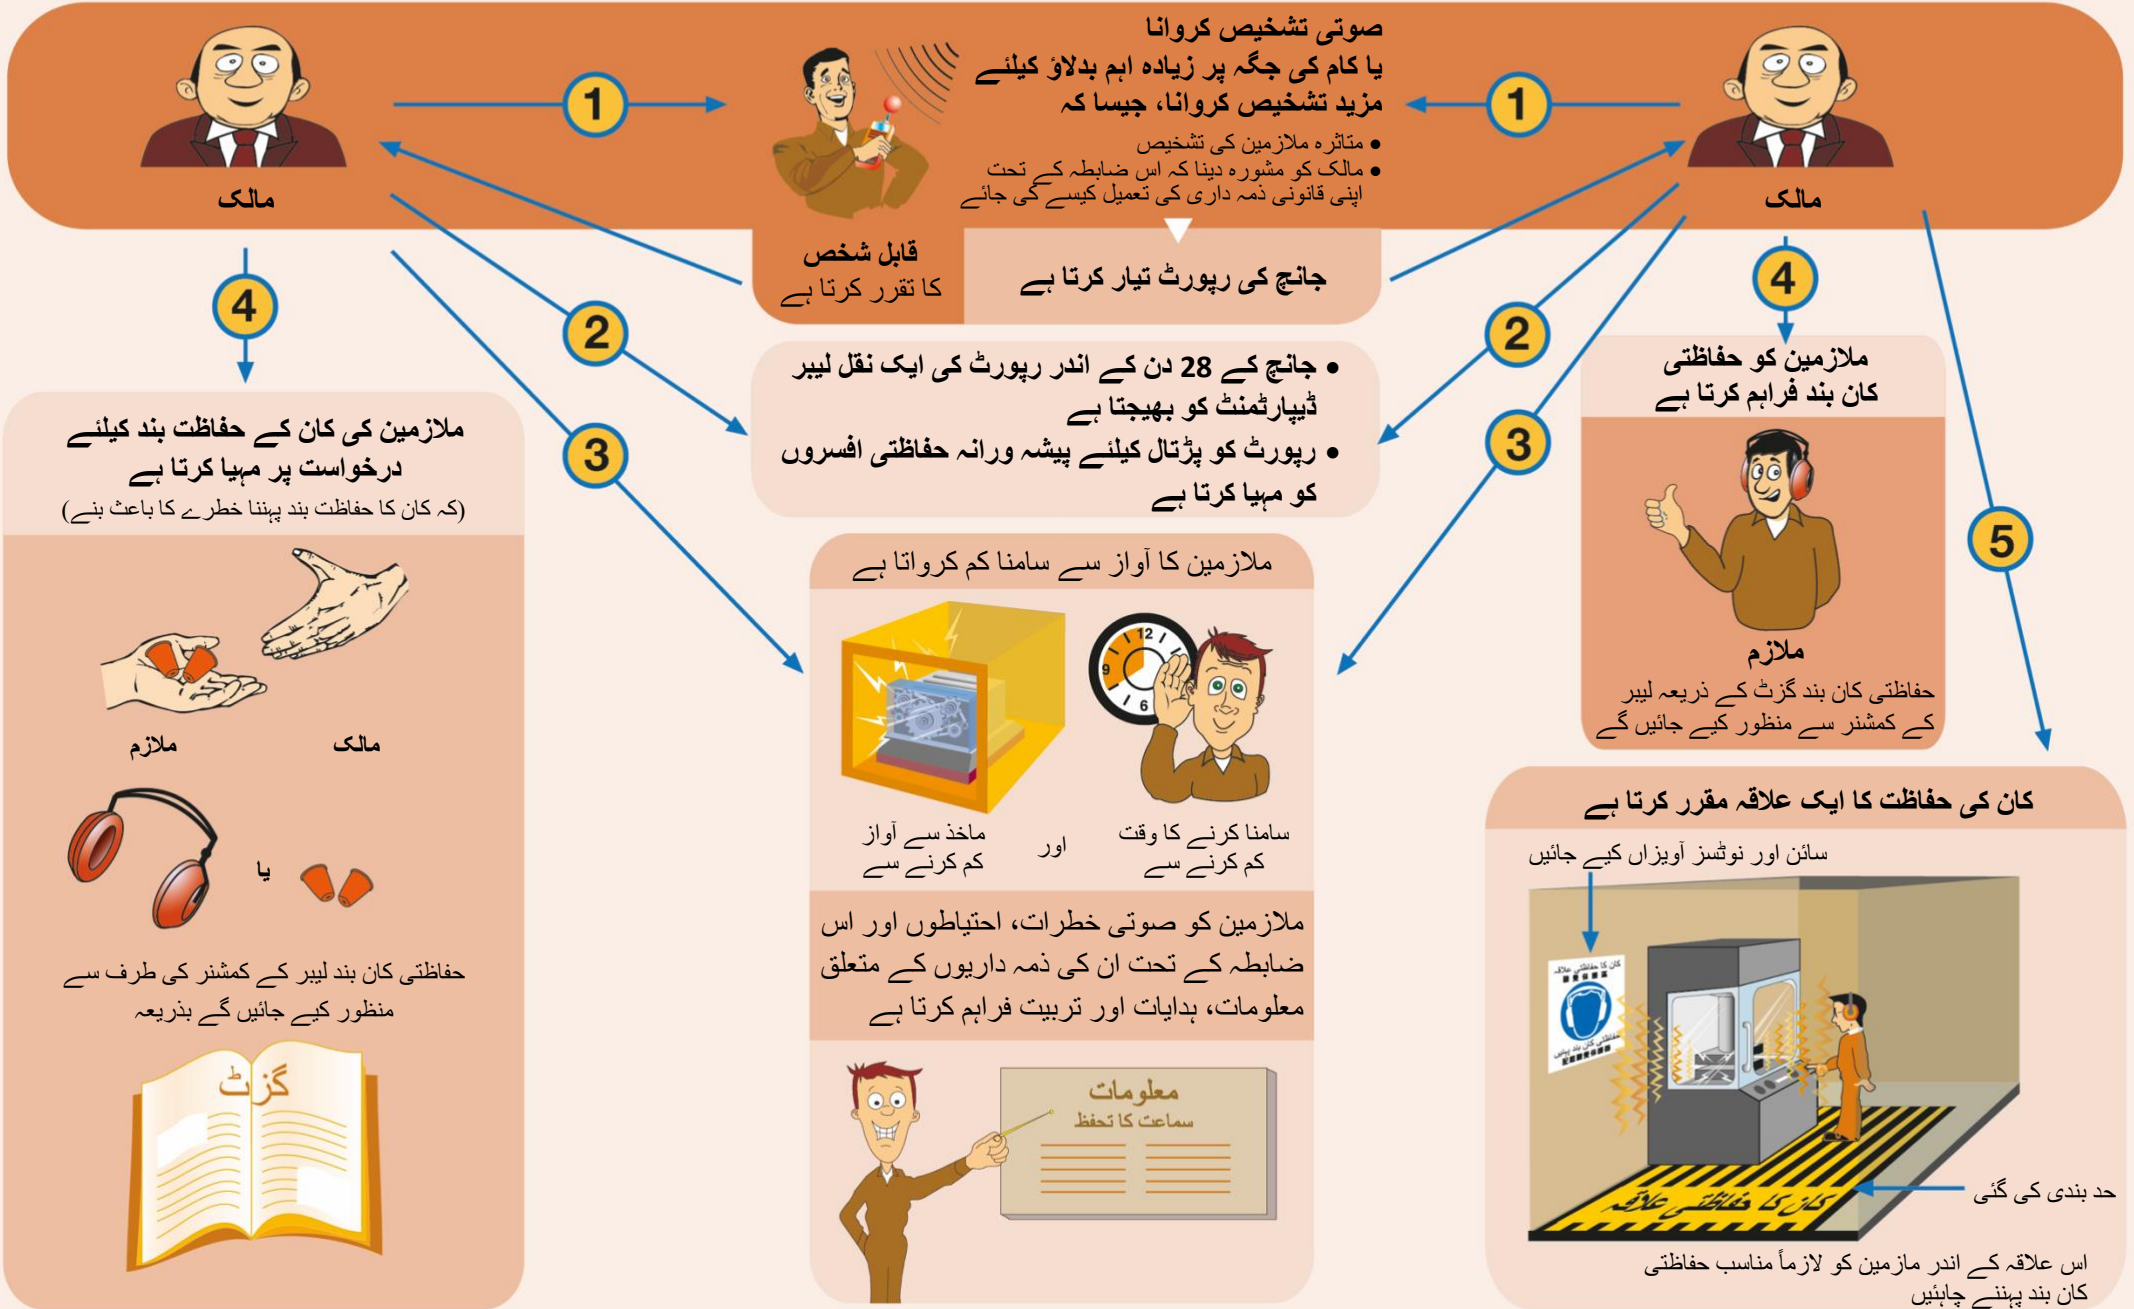 صوتی تشخیص کروانا
یا کام کی جگہ پر زیادہ اہم بدلاؤ کیلئے
مزید تشخیص کروانا، جیسا کہ
• متاثرہ ملازمین کی تشخیص
• مالک کو مشورہ دینا کہ اس ضابطہ کے تحت
اپنی قانونی ذمہ داری کی تعمیل کیسے کی جائے
مالک
1
1
مالک
قابل شخص
کا تقرر کرتا ہے
جانچ کی رپورٹ تیار کرتا ہے
4
2
3
2
3
4
5
• جانچ کے 28 دن کے اندر رپورٹ کی ایک نقل لیبر
ڈیپارٹمنٹ کو بھیجتا ہے
• رپورٹ کو پڑتال کیلئے پیشہ ورانہ حفاظتی افسروں
کو مہیا کرتا ہے
ملازمین کو حفاظتی
کان بند فراہم کرتا ہے
ملازم
حفاظتی کان بند گزٹ کے ذریعہ لیبر
کے کمشنر سے منظور کیے جائیں گے
کان کی حفاظت کا ایک علاقہ مقرر کرتا ہے
سائن اور نوٹسز آویزاں کیے جائیں
کان کا حفاظتی علاقہ
حفاظتی کان بند پہنیں
کان کا حفاظتی علاقہ
حد بندی کی گئی
اس علاقہ کے اندر مازمین کو لازماً مناسب حفاظتی
کان بند پہننے چاہئیں
ملازمین کا آواز سے سامنا کم کرواتا ہے
12
9
6
سامنا کرنے کا وقت
کم کرنے سے
اور
ماخذ سے آواز
کم کرنے سے
ملازمین کو صوتی خطرات، احتیاطوں اور اس
ضابطہ کے تحت ان کی ذمہ داریوں کے متعلق
معلومات، ہدایات اور تربیت فراہم کرتا ہے
معلومات
سماعت کا تحفظ
ملازمین کی کان کے حفاظت بند کیلئے
درخواست پر مہیا کرتا ہے
(کہ کان کا حفاظت بند پہننا خطرے کا باعث بنے)
مالک
ملازم
یا
حفاظتی کان بند لیبر کے کمشنر کی طرف سے
منظور کیے جائیں گے بذریعہ
گزٹ